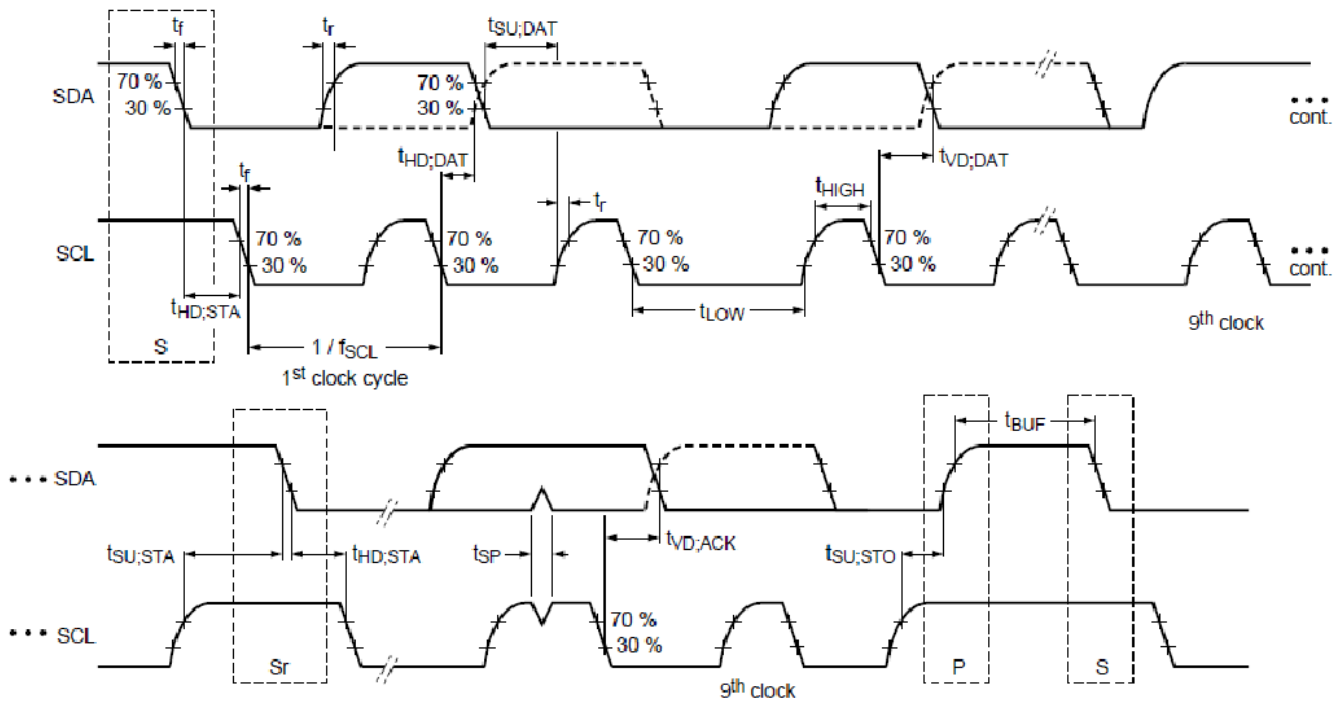 tf tr tSU;DAT
70 % 70 %
SDA
30 % 30 %
cont.
tHD;DAT tVD;DAT
tf tr tHIGH
70 % 70 % 70 % 70 %
SCL
30 % 30 % 30 % 30 %
cont.
tHD;STA tLOW
9th clock
S 1 / fSCL
1st clock cycle
tBUF
••• SDA
tSU;STA tHD;STA tSP tVD;ACK tSU;STO
70 %
••• SCL
30 %
Sr P S
9th clock